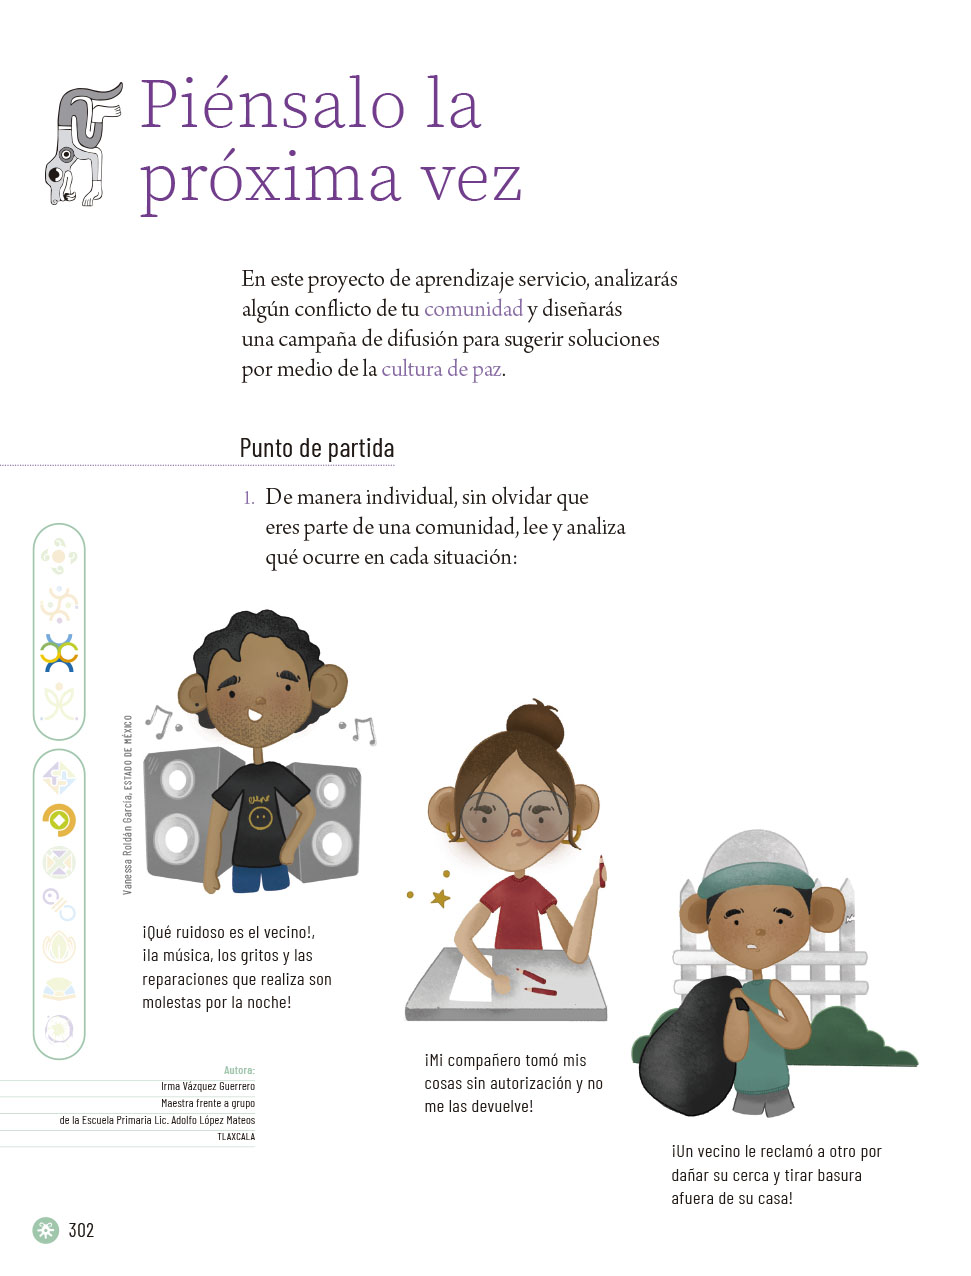 Piénsalo la
próxima vez
En este proyecto de aprendizaje servicio, analizarás
algún conflicto de tu comunidad y diseñarás
una campaña de difusión para sugerir soluciones
por medio de la cultura de paz.
Punto de partida
1. De manera individual, sin olvidar que
eres parte de una comunidad, lee y analiza
qué ocurre en cada situación:
Vanessa Roldán García, ESTADO DE MÉXICO
¡Qué ruidoso es el vecino!,
¡la música, los gritos y las
reparaciones que realiza son
molestas por la noche!
¡Mi compañero tomó mis
cosas sin autorización y no
me las devuelve!
¡Un vecino le reclamó a otro por
dañar su cerca y tirar basura
afuera de su casa!
Autora:
Irma Vázquez Guerrero
Maestra frente a grupo
de la Escuela Primaria Lic. Adolfo López Mateos
TLAXCALA
302